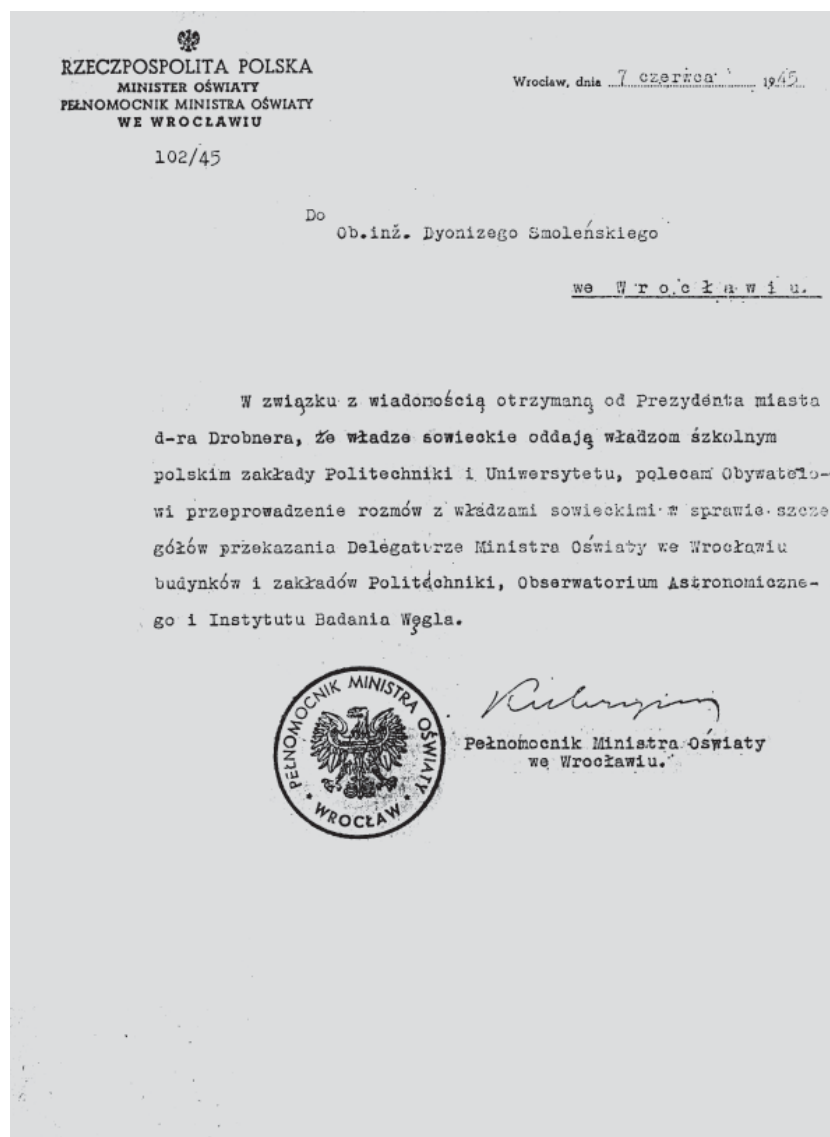 RZECZPOSPOLITA POLSKA
MINISTER OŚWIATY
PEŁNOMOCNIK MINISTRA OŚWIATY
WE WROCŁAWIU
Wrocław, dnia 7 czerwca 1945
102/45
Do
Ob.inż. Dyonizego Smoleńskiego
we Wrocławiu.
W związku z wiadomością otrzymaną od Prezydenta miasta
d-ra Drobnera, że władze sowieckie oddają władzom szkolnym
polskim zakłady Politechniki i Uniwersytetu, polecam Obywatelo-
wi przeprowadzenie rozmów z władzami sowieckimi w sprawie szcze
gółów przekazania Delegaturze Ministra Oświaty we Wrocławiu
budynków i zakładów Politechniki, Obserwatorium Astronomiczne-
go i Instytutu Badania Węgla.
PEŁNOMOCNIK MINISTRA OŚWIATY
WROCŁAW
Pełnomocnik Ministra Oświaty
we Wrocławiu.